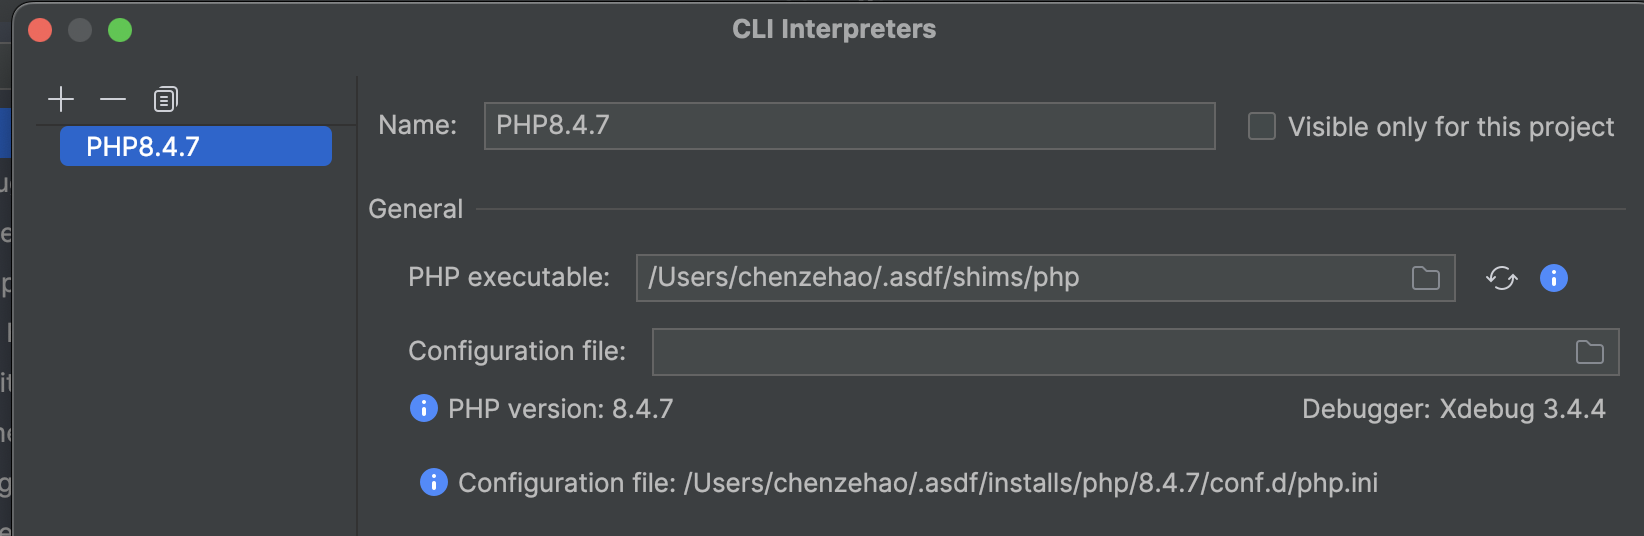 CLI Interpreters
PHP8.4.7
Name: PHP8.4.7
Visible only for this project
General
PHP executable: /Users/chenzehao/.asdf/shims/php
Configuration file:
PHP version: 8.4.7
Debugger: Xdebug 3.4.4
Configuration file: /Users/chenzehao/.asdf/installs/php/8.4.7/conf.d/php.ini